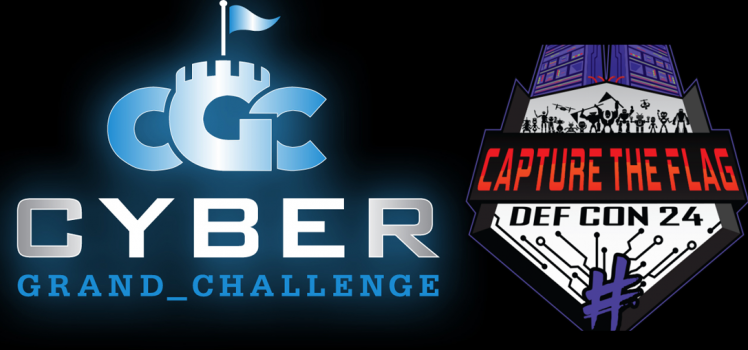 CGC
CYBER
GRAND_CHALLENGE
CAPTURE THE FLAG
DEF CON 24
#